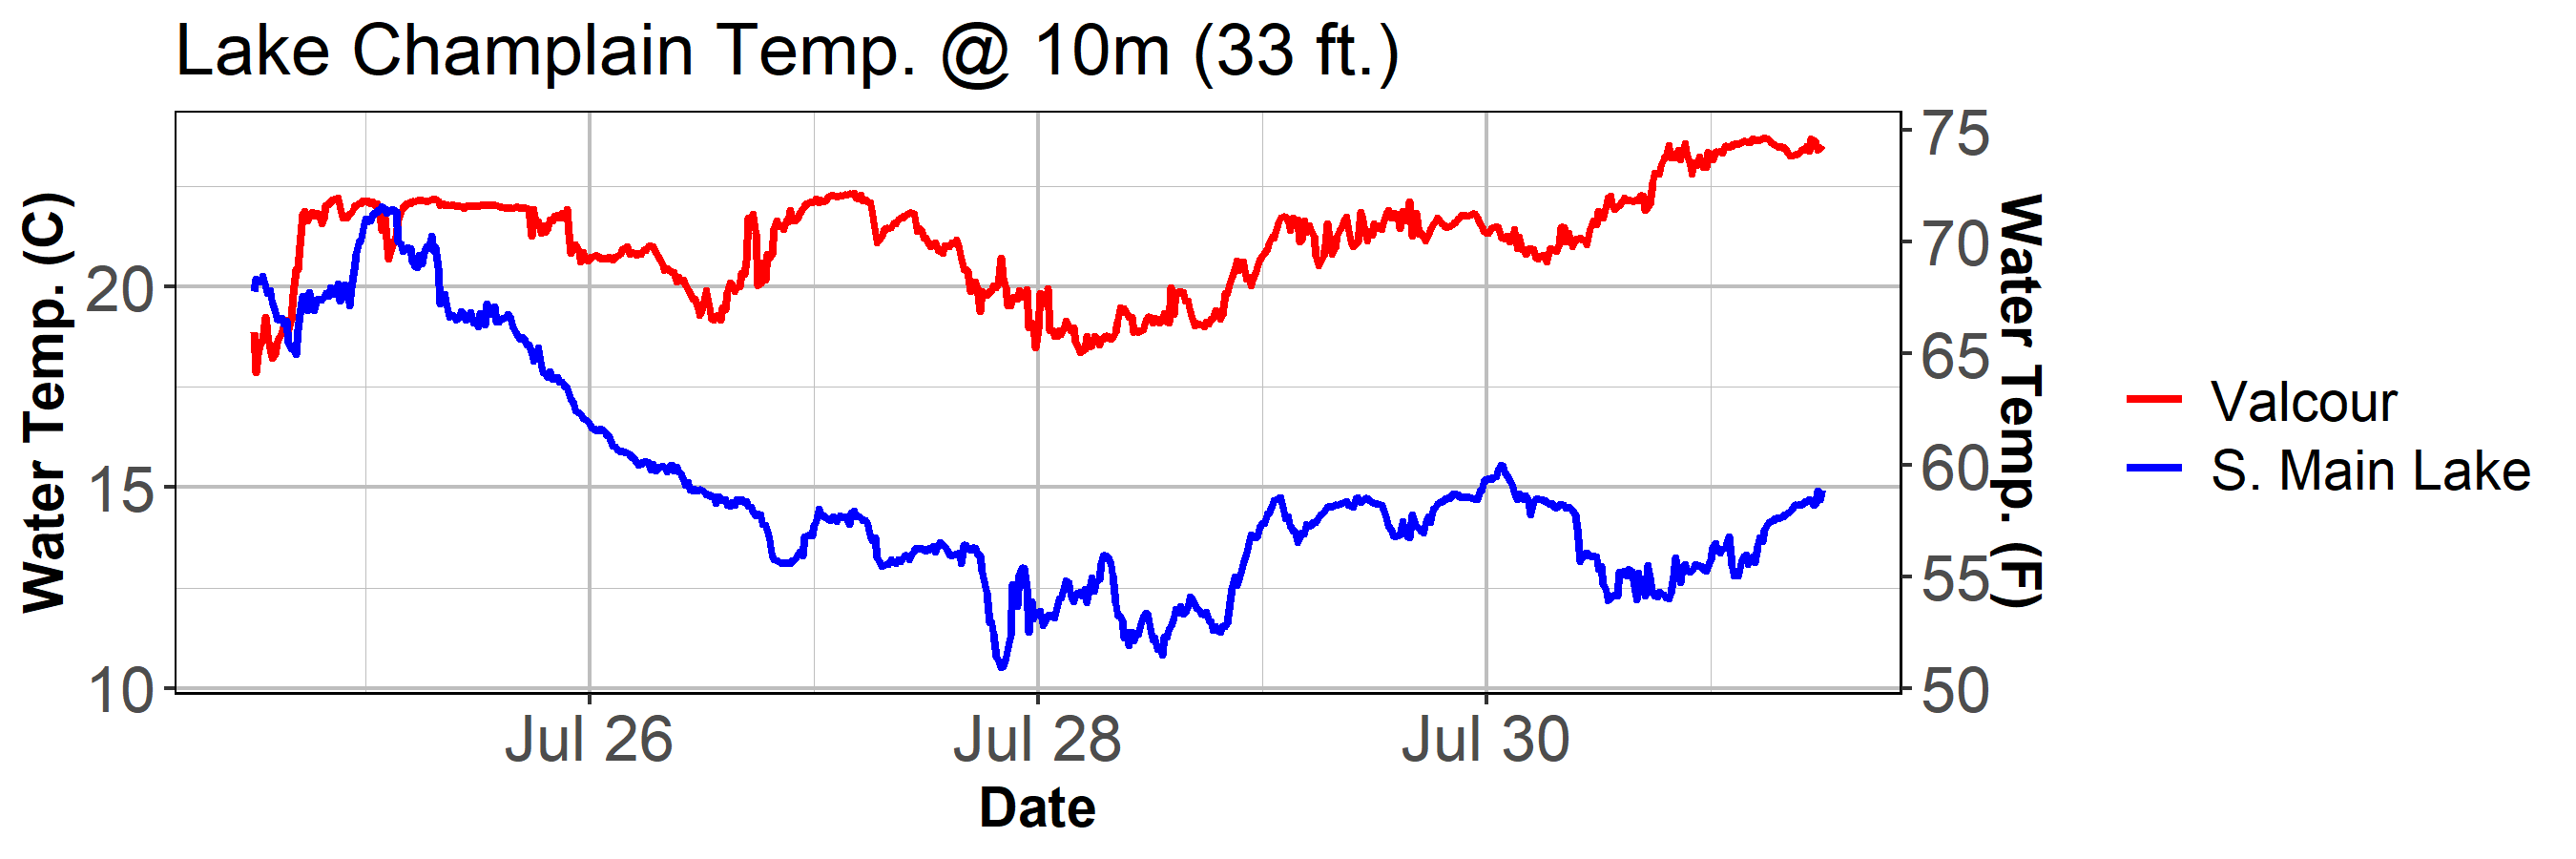 Lake Champlain Temp. @ 10m (33 ft.)
Water Temp. (C)
20
15
10
75
70
65
60
55
50
Water Temp. (F)
Jul 26
Jul 28
Jul 30
Date
Valcour
S. Main Lake